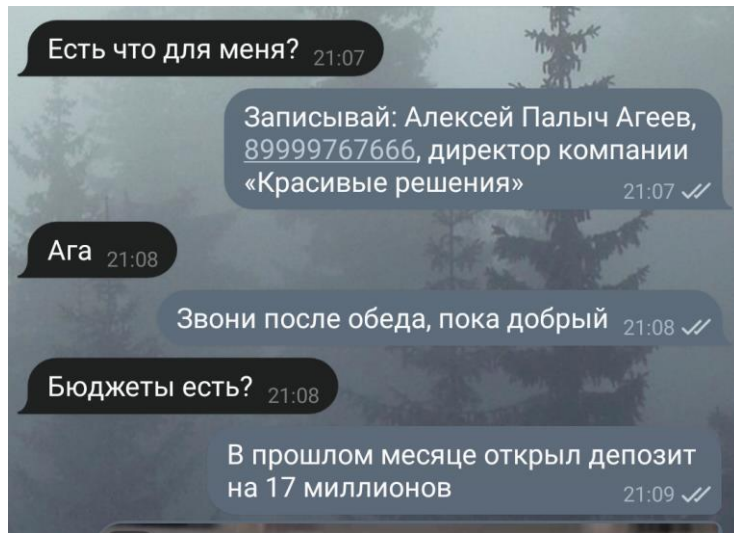 Есть что для меня? 21:07
Записывай: Алексей Палыч Агеев,
89999767666, директор компании
«Красивые решения» 21:07
Ага 21:08
Звони после обеда, пока добрый 21:08
Бюджеты есть? 21:08
В прошлом месяце открыл депозит
на 17 миллионов 21:09